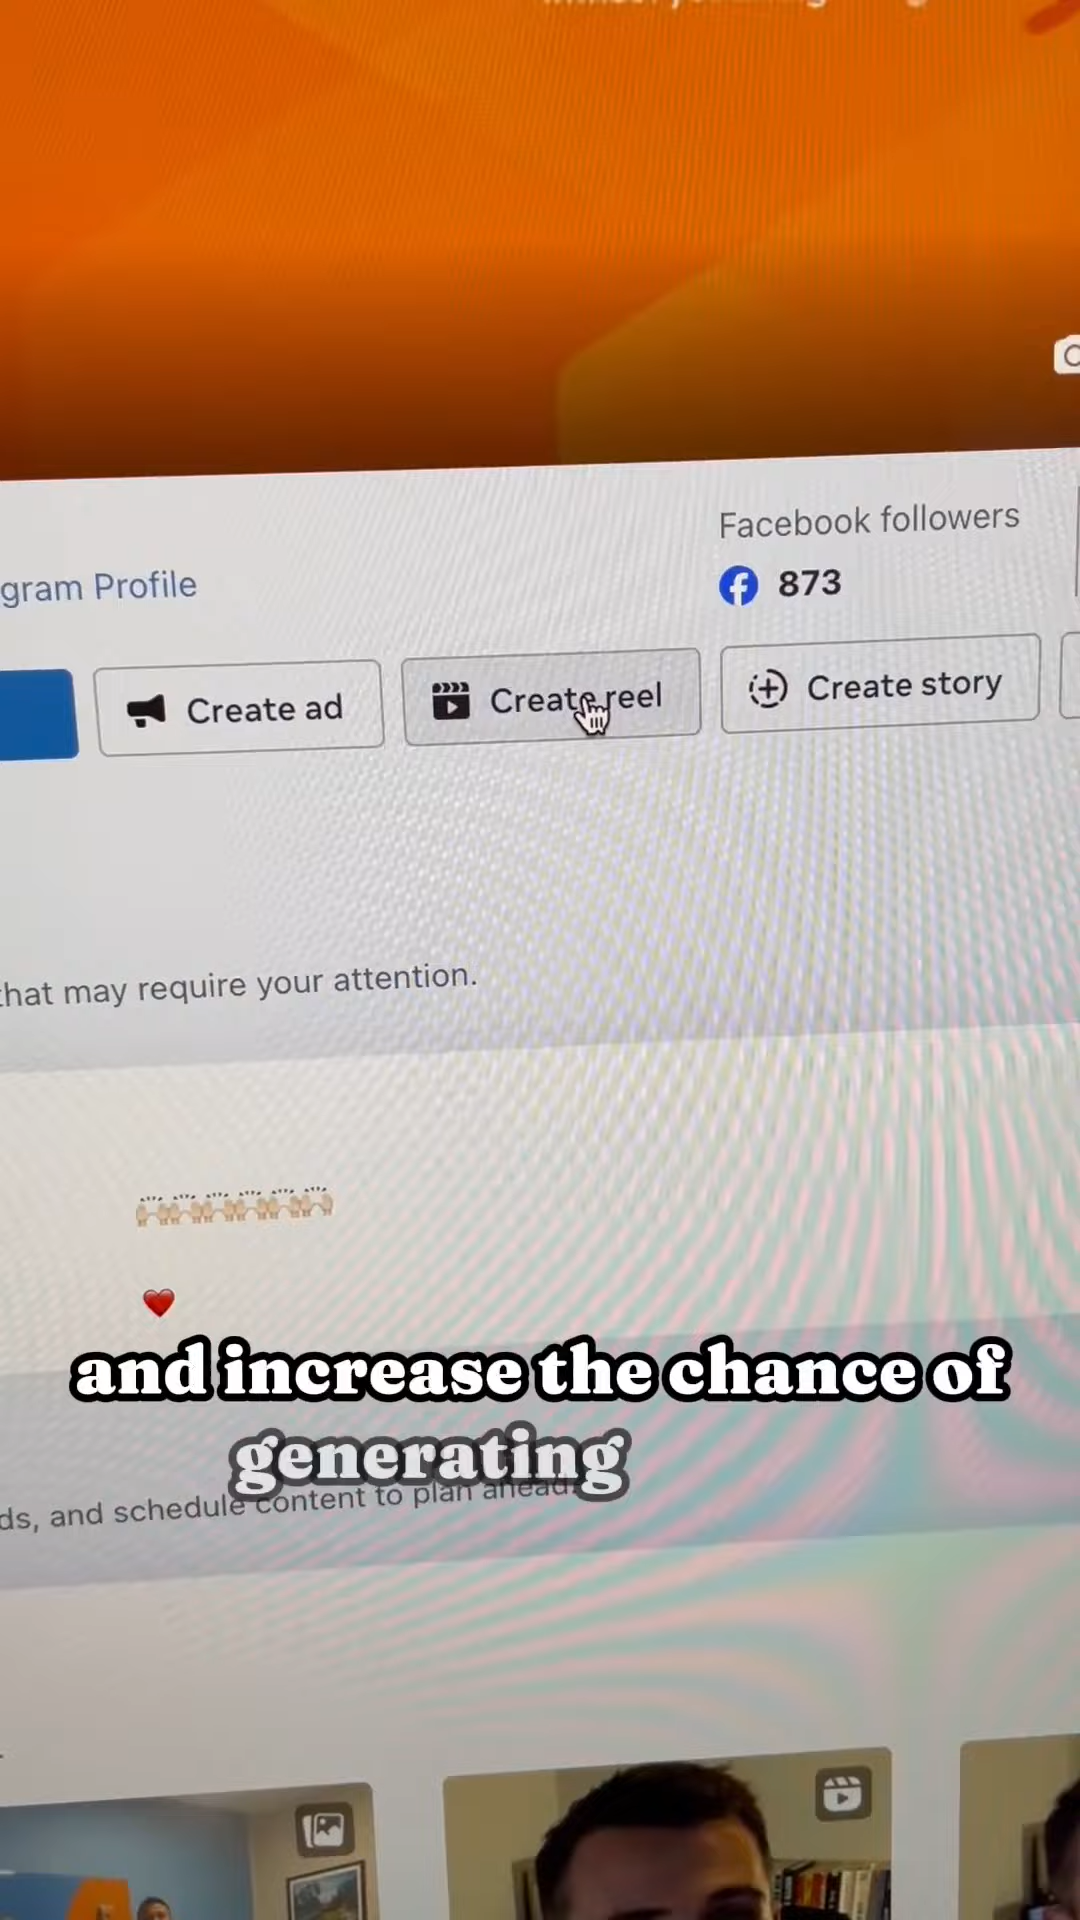 gram Profile
Facebook followers
873
Create ad
Create reel
Create story
that may require your attention.
and increase the chance of
generating
ds, and schedule content to plan ahead.